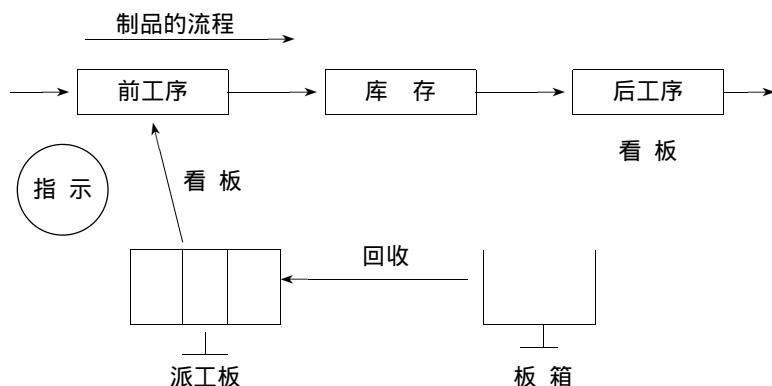 制品的流程
前工序
库 存
后工序
看 板
指 示
看 板
回收
派工板
板 箱